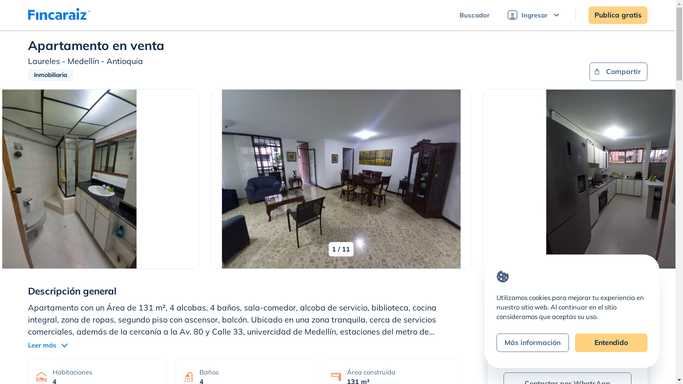 Fincaraiz
Buscador
Ingresar
Publica gratis
Apartamento en venta
Laureles - Medellín - Antioquia
Inmobiliaria
Compartir
1 / 11
Descripción general
Apartamento con un Área de 131 m², 4 alcobas, 4 baños, sala-comedor, alcoba de servicio, biblioteca, cocina
integral, zona de ropas, segundo piso con ascensor, balcón. Ubicado en una zona tranquila, cerca de servicios
comerciales, además de la cercanía a la Av. 80 y Calle 33, univercidad de Medellín, estaciones del metro de...
Leer más
Habitaciones
4
Baños
4
Área construida
131 m²
Utilizamos cookies para mejorar tu experiencia en
nuestro sitio web. Al continuar en el sitio
consideramos que aceptas su uso.
Más información
Entendido
Contactar por WhatsApp